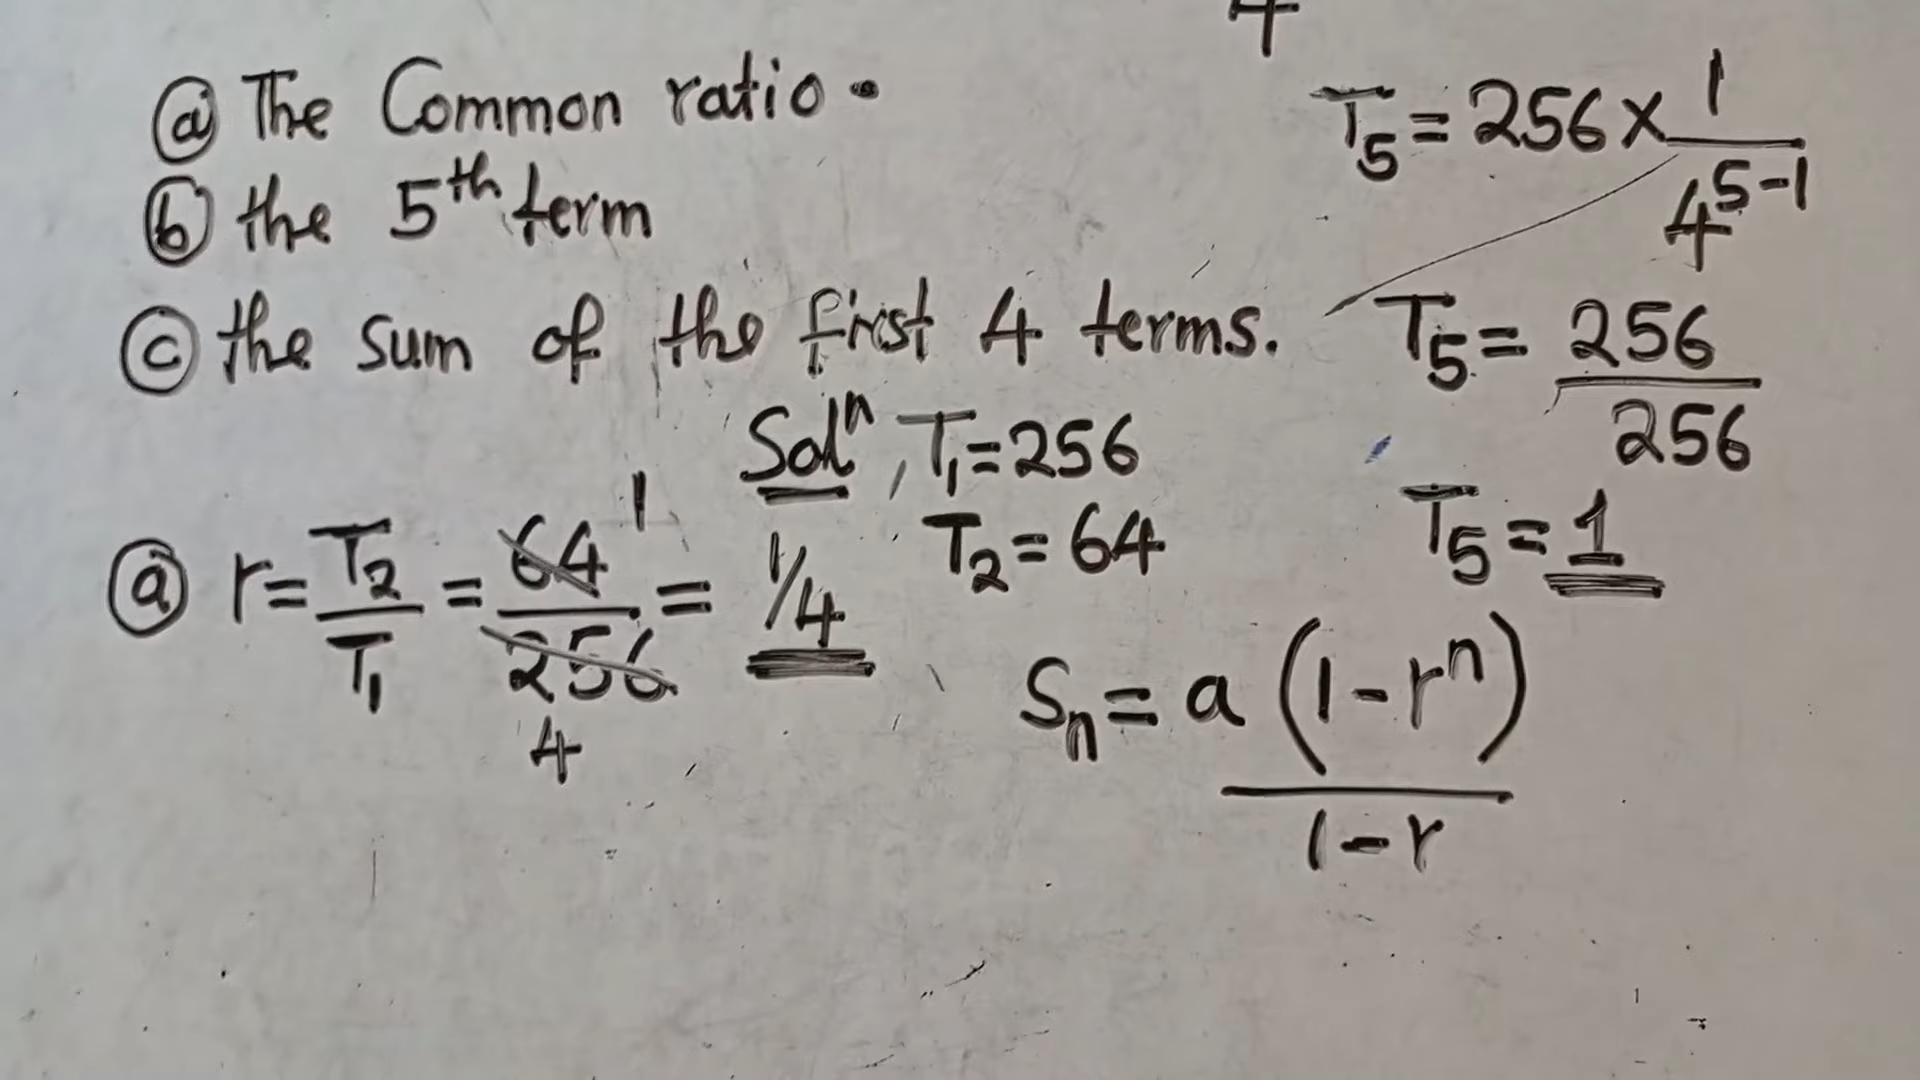 ⓐ The Common ratio.
ⓑ the 5th term
ⓒ the sum of the first 4 terms.
Solⁿ, T₁=256
T₂=64
ⓐ r= T₂/T₁ = 64/256 = 1/4
1
4
4
T₅= 256 × 1/4⁵⁻¹
T₅= 256/256
T₅= 1
Sₙ= a(1-rⁿ)/1-r